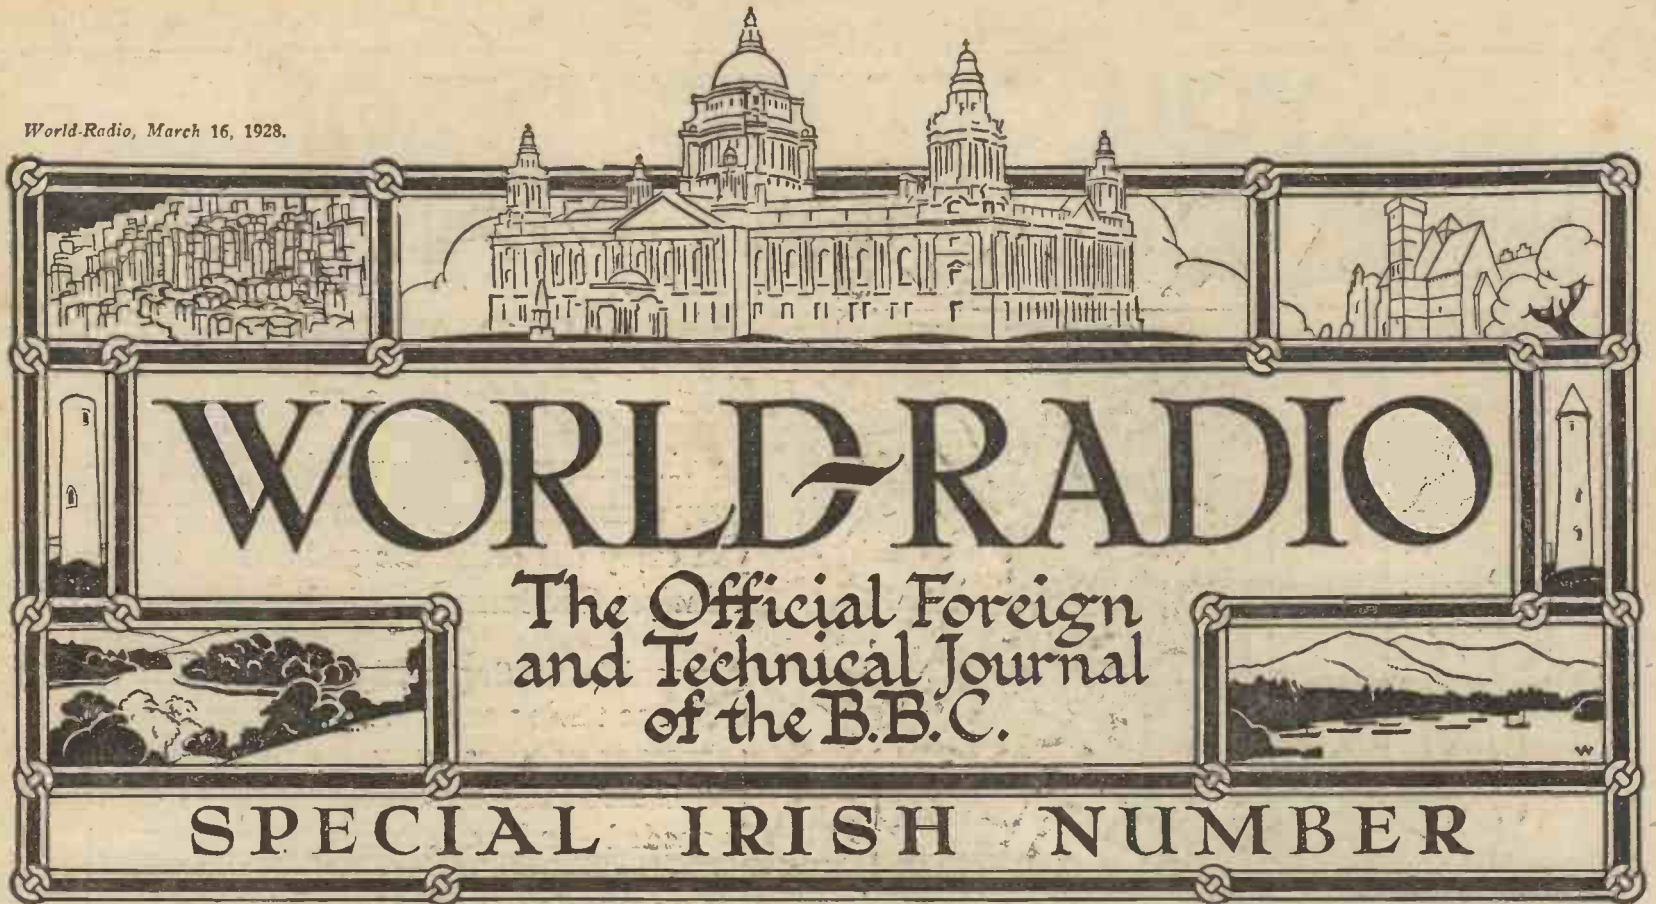 World-Radio, March 16, 1928.
WORLD-RADIO
The Official Foreign
and Technical Journal
of the B.B.C.
W
SPECIAL IRISH NUMBER